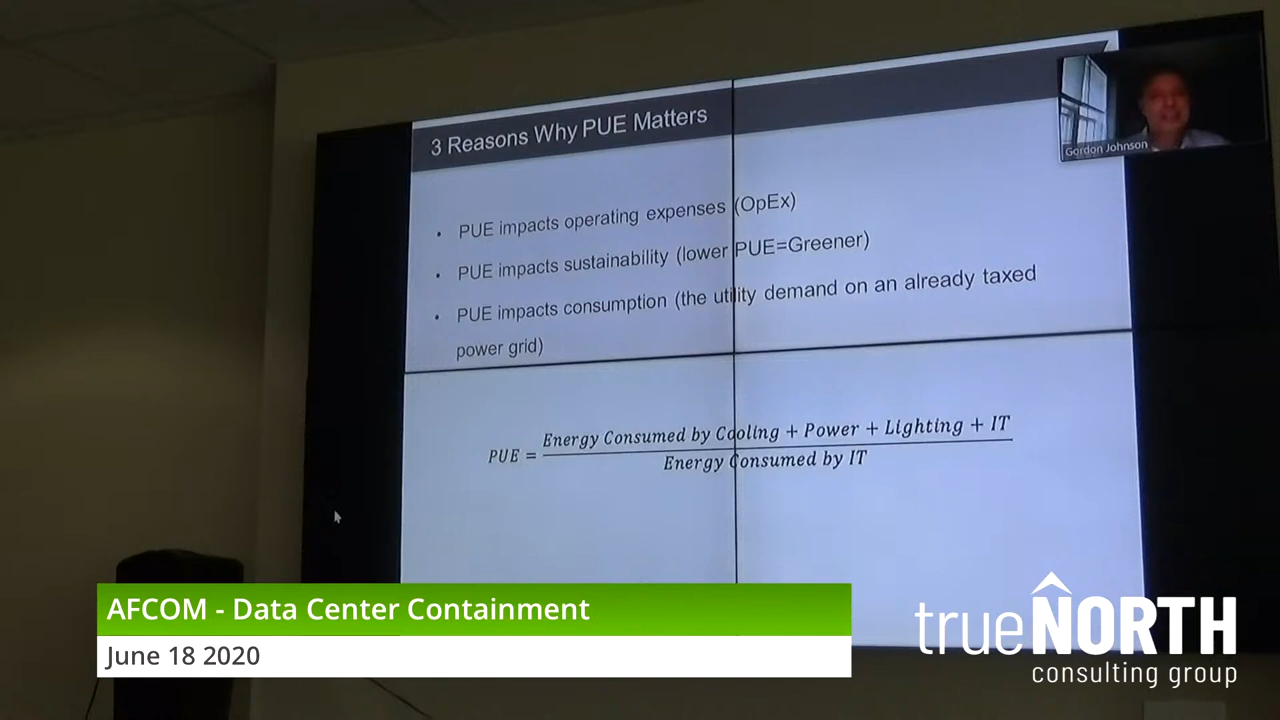 3 Reasons Why PUE Matters
Gordon Johnson
• PUE impacts operating expenses (OpEx)
• PUE impacts sustainability (lower PUE=Greener)
• PUE impacts consumption (the utility demand on an already taxed
power grid)
PUE = Energy Consumed by Cooling + Power + Lighting + IT
Energy Consumed by IT
AFCOM - Data Center Containment
June 18 2020
trueNORTH
consulting group